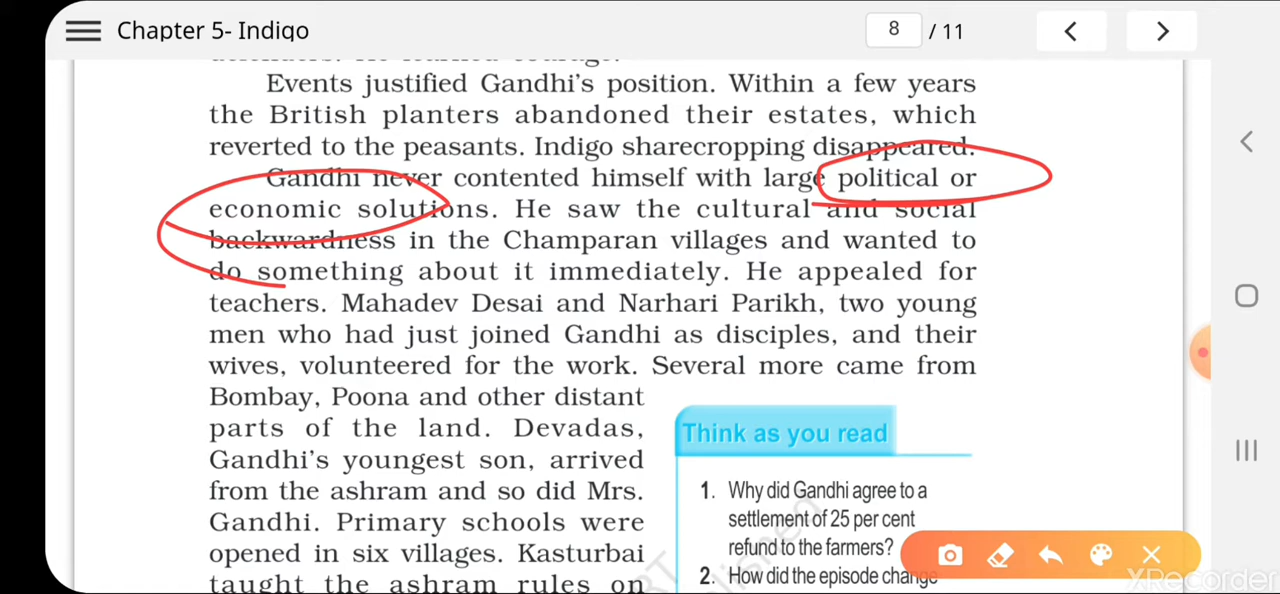 Chapter 5- Indigo
8 / 11
Events justified Gandhi's position. Within a few years
the British planters abandoned their estates, which
reverted to the peasants. Indigo sharecropping disappeared.
Gandhi never contented himself with large political or
economic solutions. He saw the cultural and social
backwardness in the Champaran villages and wanted to
do something about it immediately. He appealed for
teachers. Mahadev Desai and Narhari Parikh, two young
men who had just joined Gandhi as disciples, and their
wives, volunteered for the work. Several more came from
Bombay, Poona and other distant
parts of the land. Devadas,
Gandhi's youngest son, arrived
from the ashram and so did Mrs.
Gandhi. Primary schools were
opened in six villages. Kasturbai
taught the ashram rules on
Think as you read
1. Why did Gandhi agree to a
settlement of 25 per cent
refund to the farmers?
2. How did the episode change
XRecorder